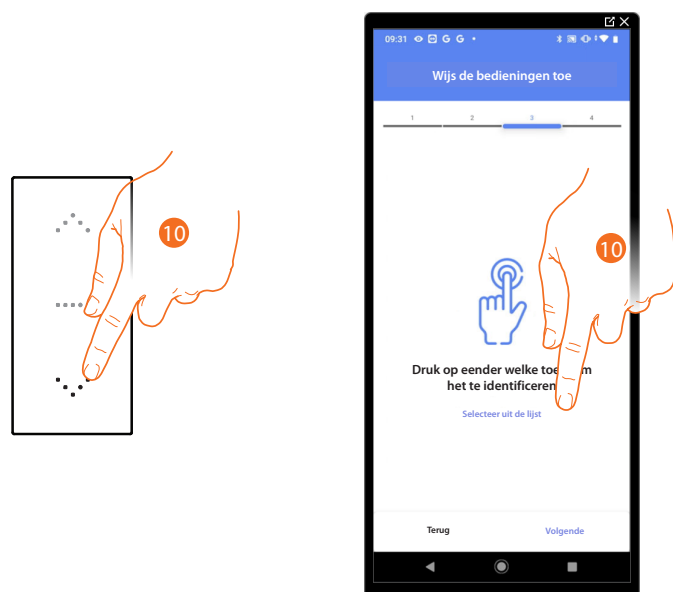 09:31 G G
Wijs de bedieningen toe
1 2 3 4
10
10
Druk op eender welke
het te identificeren
Selecteer uit de lijst
Terug Volgende